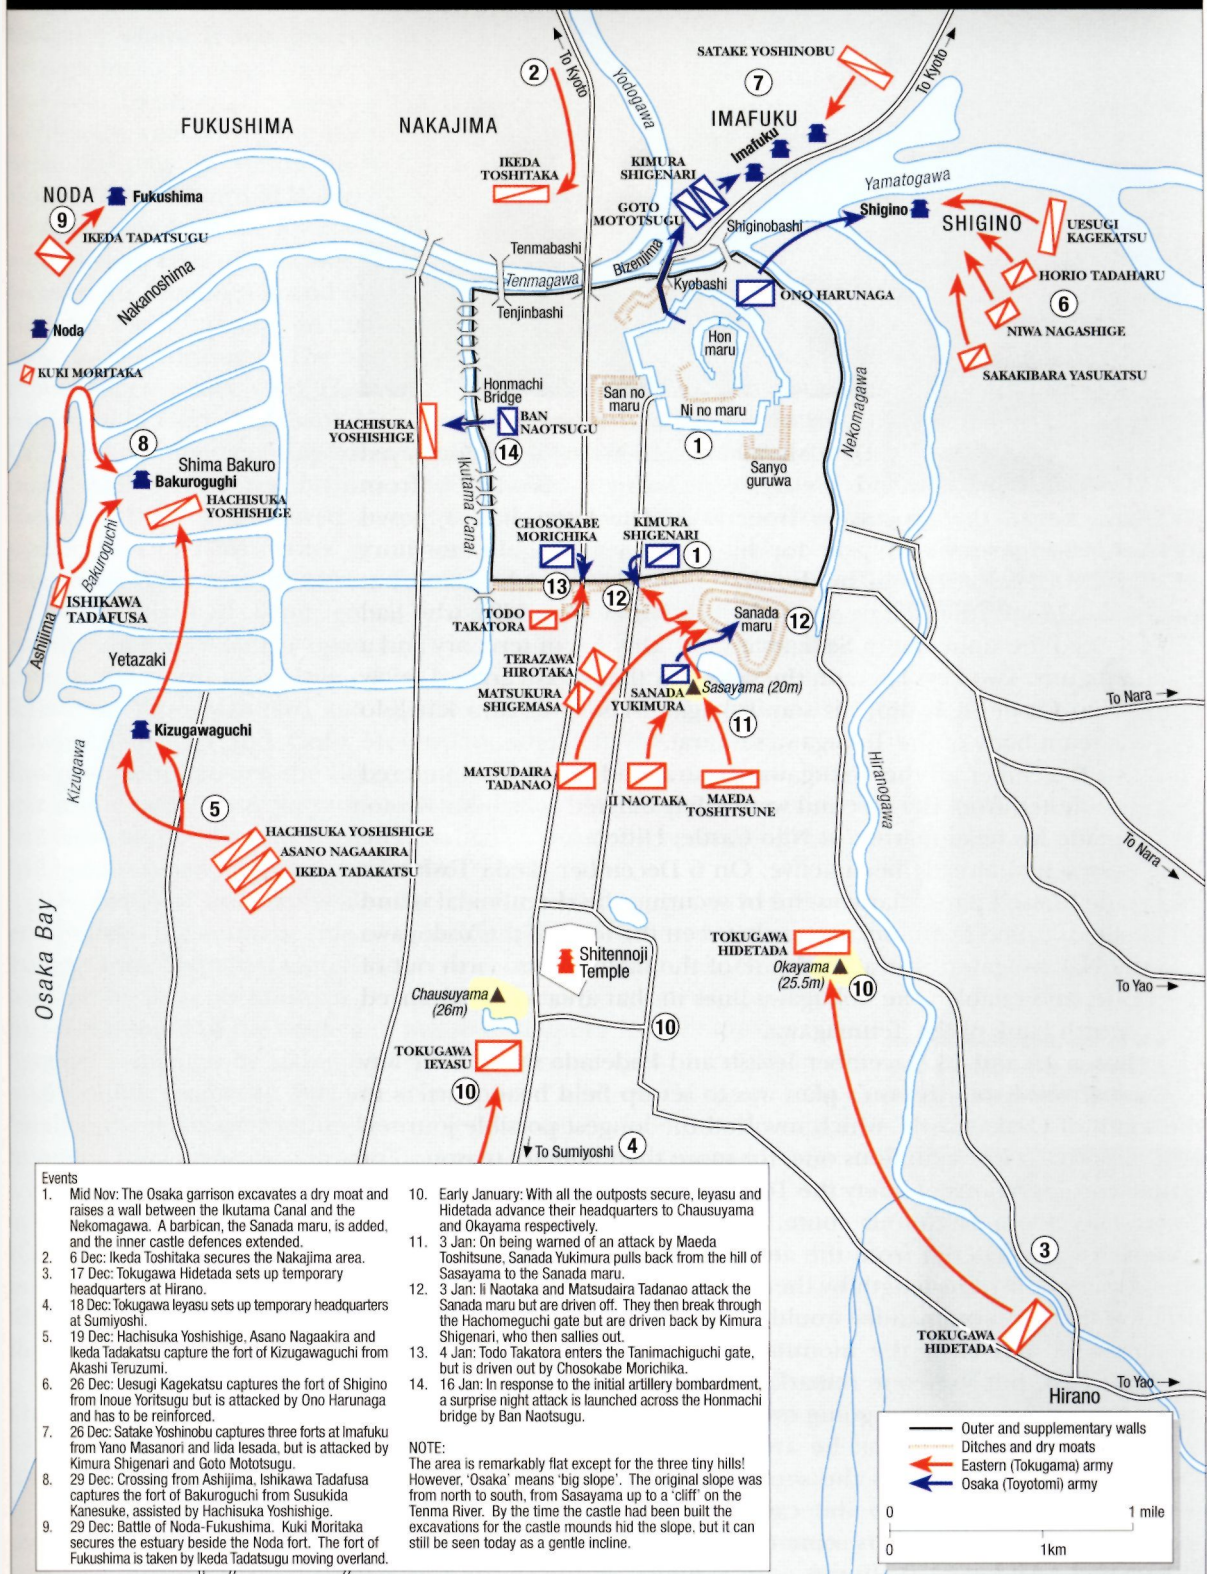 SATAKE YOSHINOBU
2
To Kyoto
Yodogawa
7
To Kyoto
FUKUSHIMA
NAKAJIMA
IMAFUKU
Imafuku
IKEDA
TOSHITAKA
KIMURA
SHIGENARI
GOTO
MOTOTSUGU
Yamatogawa
Shigino
SHIGINO
UESUGI
KAGEKATSU
NODA
9
Fukushima
IKEDA TADATSUGU
Nakanoshima
Tenmabashi
Tenmagawa
Bizenjima
Shiginobashi
Kyobashi
Tenjinbashi
ONO HARUNAGA
HORIO TADAHARU
6
NIWA NAGASHIGE
SAKAKIBARA YASUKATSU
Noda
KUKI MORITAKA
Hon
maru
Honmachi
Bridge
San no
maru
Ni no maru
Nekomagawa
HACHISUKA
YOSHISHIGE
BAN
NAOTSUGU
14
1
8
Shima Bakuro
Bakurogughi
HACHISUKA
YOSHISHIGE
Ikutama Canal
Sanyo
guruwa
Bakuroguchi
CHOSOKABE
MORICHIKA
KIMURA
SHIGENARI
1
13
12
ISHIKAWA
TADAFUSA
Ashijima
TODO
TAKATORA
Sanada
maru
12
Yetazaki
TERAZAWA
HIROTAKA
MATSUKURA
SHIGEMASA
SANADA
YUKIMURA
Sasayama (20m)
11
To Nara
Kizugawaguchi
Kizugawa
MATSUDAIRA
TADANAO
II NAOTAKA
MAEDA
TOSHITSUNE
Hiranogawa
5
HACHISUKA YOSHISHIGE
ASANO NAGAAKIRA
IKEDA TADAKATSU
To Nara
Osaka Bay
Shitennoji
Temple
TOKUGAWA
HIDETADA
Okayama
(25.5m)
10
To Yao
Chausuyama
(26m)
10
TOKUGAWA
IEYASU
10
To Sumiyoshi
4
3
TOKUGAWA
HIDETADA
To Yao
Hirano
Events
1. Mid Nov: The Osaka garrison excavates a dry moat and
raises a wall between the Ikutama Canal and the
Nekomagawa. A barbican, the Sanada maru, is added,
and the inner castle defences extended.
2. 6 Dec: Ikeda Toshitaka secures the Nakajima area.
3. 17 Dec: Tokugawa Hidetada sets up temporary
headquarters at Hirano.
4. 18 Dec: Tokugawa Ieyasu sets up temporary headquarters
at Sumiyoshi.
5. 19 Dec: Hachisuka Yoshishige, Asano Nagaakira and
Ikeda Tadakatsu capture the fort of Kizugawaguchi from
Akashi Teruzumi.
6. 26 Dec: Uesugi Kagekatsu captures the fort of Shigino
from Inoue Yoritsugu but is attacked by Ono Harunaga
and has to be reinforced.
7. 26 Dec: Satake Yoshinobu captures three forts at Imafuku
from Yano Masanori and Iida Iesada, but is attacked by
Kimura Shigenari and Goto Mototsugu.
8. 29 Dec: Crossing from Ashijima, Ishikawa Tadafusa
captures the fort of Bakuroguchi from Susukida
Kanesuke, assisted by Hachisuka Yoshishige.
9. 29 Dec: Battle of Noda-Fukushima. Kuki Moritaka
secures the estuary beside the Noda fort. The fort of
Fukushima is taken by Ikeda Tadatsugu moving overland.
10. Early January: With all the outposts secure, Ieyasu and
Hidetada advance their headquarters to Chausuyama
and Okayama respectively.
11. 3 Jan: On being warned of an attack by Maeda
Toshitsune, Sanada Yukimura pulls back from the hill of
Sasayama to the Sanada maru.
12. 3 Jan: Ii Naotaka and Matsudaira Tadanao attack the
Sanada maru but are driven off. They then break through
the Hachomeguchi gate but are driven back by Kimura
Shigenari, who then sallies out.
13. 4 Jan: Todo Takatora enters the Tanimachiguchi gate,
but is driven out by Chosokabe Morichika.
14. 16 Jan: In response to the initial artillery bombardment,
a surprise night attack is launched across the Honmachi
bridge by Ban Naotsugu.
NOTE:
The area is remarkably flat except for the three tiny hills!
However, 'Osaka' means 'big slope'. The original slope was
from north to south, from Sasayama up to a 'cliff' on the
Tenma River. By the time the castle had been built the
excavations for the castle mounds hid the slope, but it can
still be seen today as a gentle incline.
Outer and supplementary walls
Ditches and dry moats
Eastern (Tokugama) army
Osaka (Toyotomi) army
0 1 mile
0 1km